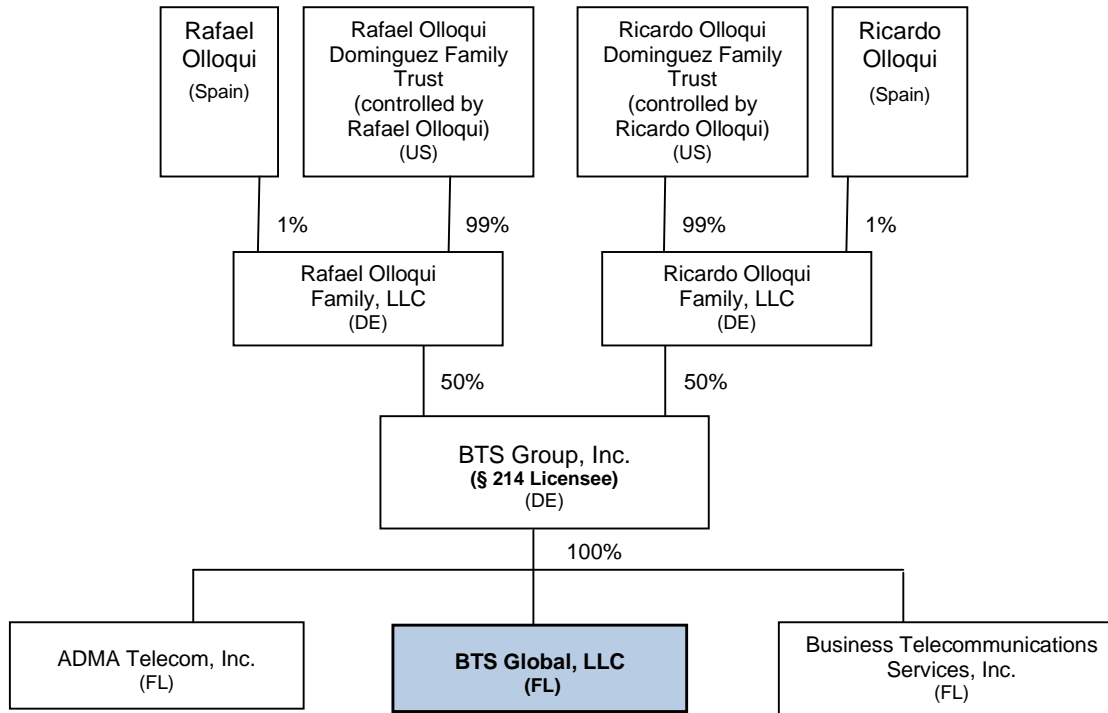 Rafael
Olloqui
(Spain)
Rafael Olloqui
Dominguez Family
Trust
(controlled by
Rafael Olloqui)
(US)
Ricardo Olloqui
Dominguez Family
Trust
(controlled by
Ricardo Olloqui)
(US)
Ricardo
Olloqui
(Spain)
1%
99%
99%
1%
Rafael Olloqui
Family, LLC
(DE)
Ricardo Olloqui
Family, LLC
(DE)
50%
50%
BTS Group, Inc.
(§ 214 Licensee)
(DE)
100%
ADMA Telecom, Inc.
(FL)
BTS Global, LLC
(FL)
Business Telecommunications
Services, Inc.
(FL)